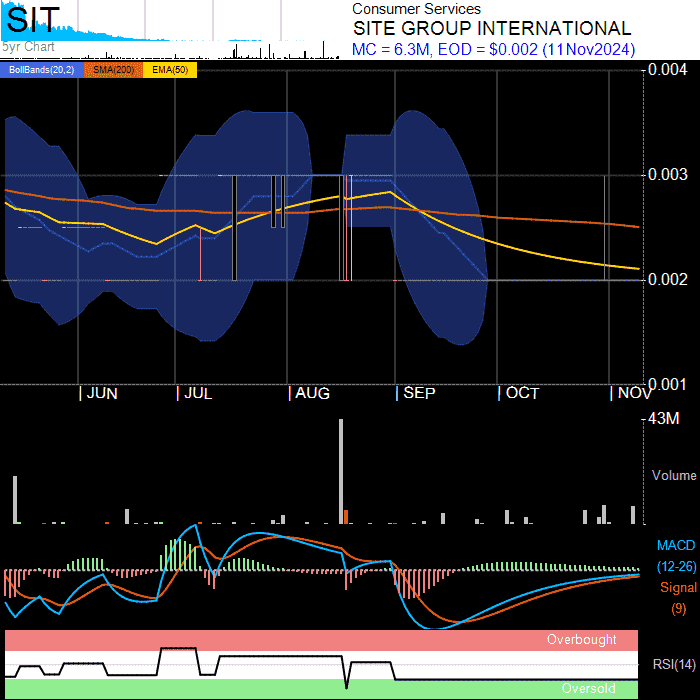 SIT
5yr Chart
Consumer Services
SITE GROUP INTERNATIONAL
MC = 6.3M, EOD = $0.002 (11Nov2024)
BollBands(20,2) SMA(200) EMA(50)
0.004
0.003
0.002
0.001
| JUN | JUL | AUG | SEP | OCT | NOV
43M
Volume
MACD
(12-26)
Signal
(9)
Overbought
RSI(14)
Oversold